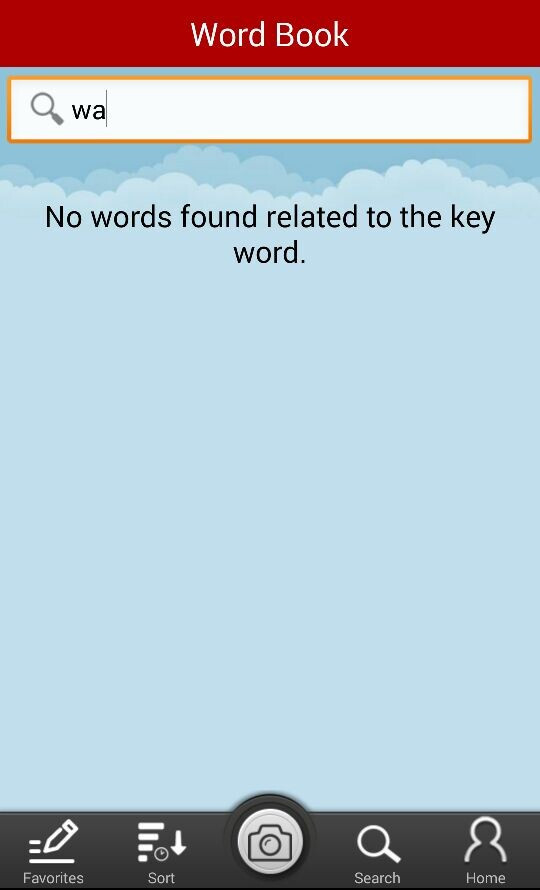 Word Book
wa
No words found related to the key
word.
Favorites
Sort
Search
Home